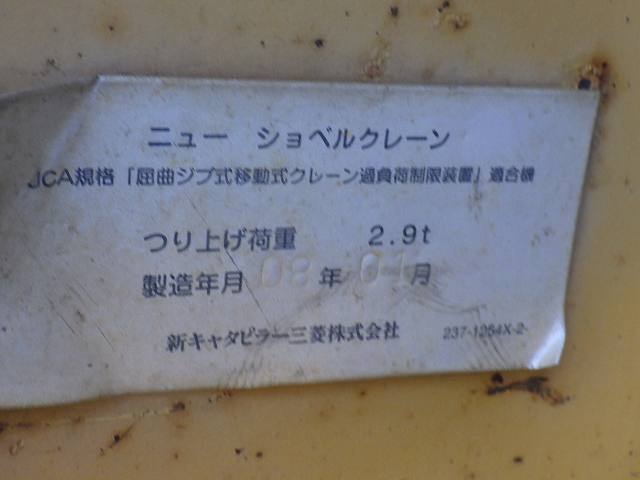 ニュー ショベルクレーン
JCA規格「屈曲ジブ式移動式クレーン過負荷制限装置」適合機
つり上げ荷重 2.9t
製造年月 08 年 01 月
新キャタピラー三菱株式会社 237-1264X-2